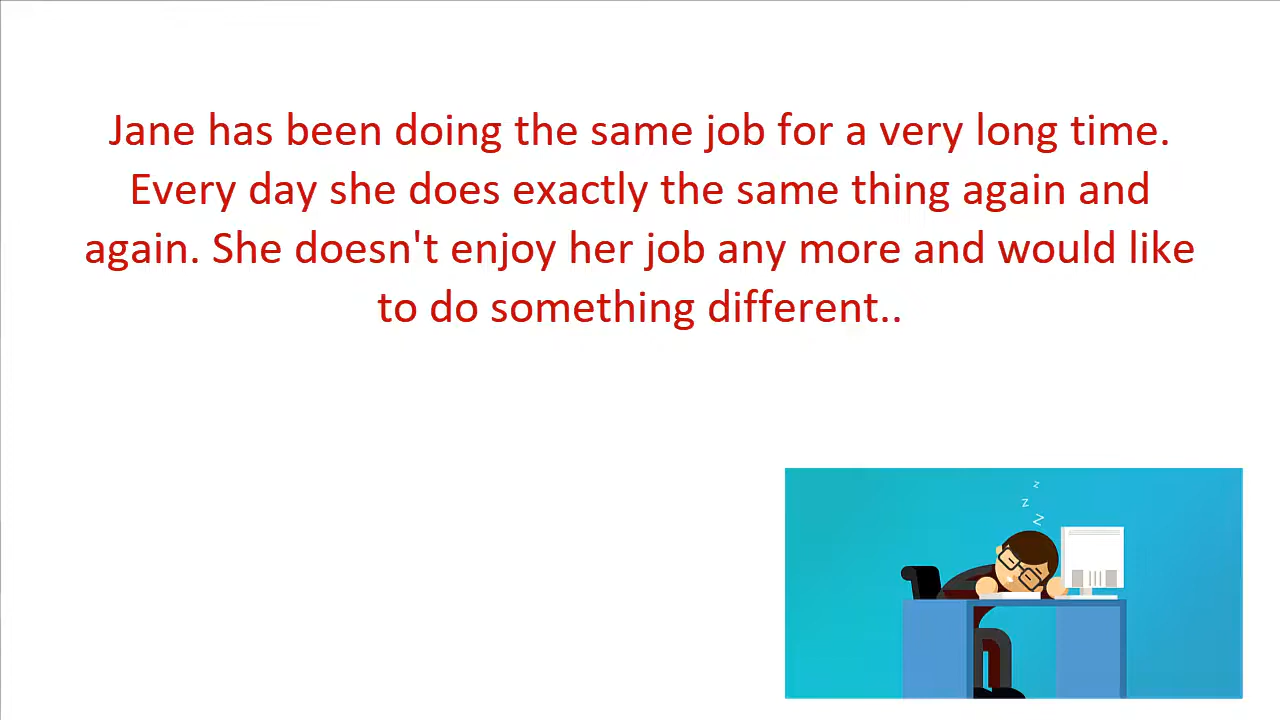 Jane has been doing the same job for a very long time.
Every day she does exactly the same thing again and
again. She doesn't enjoy her job any more and would like
to do something different..
z
z
z